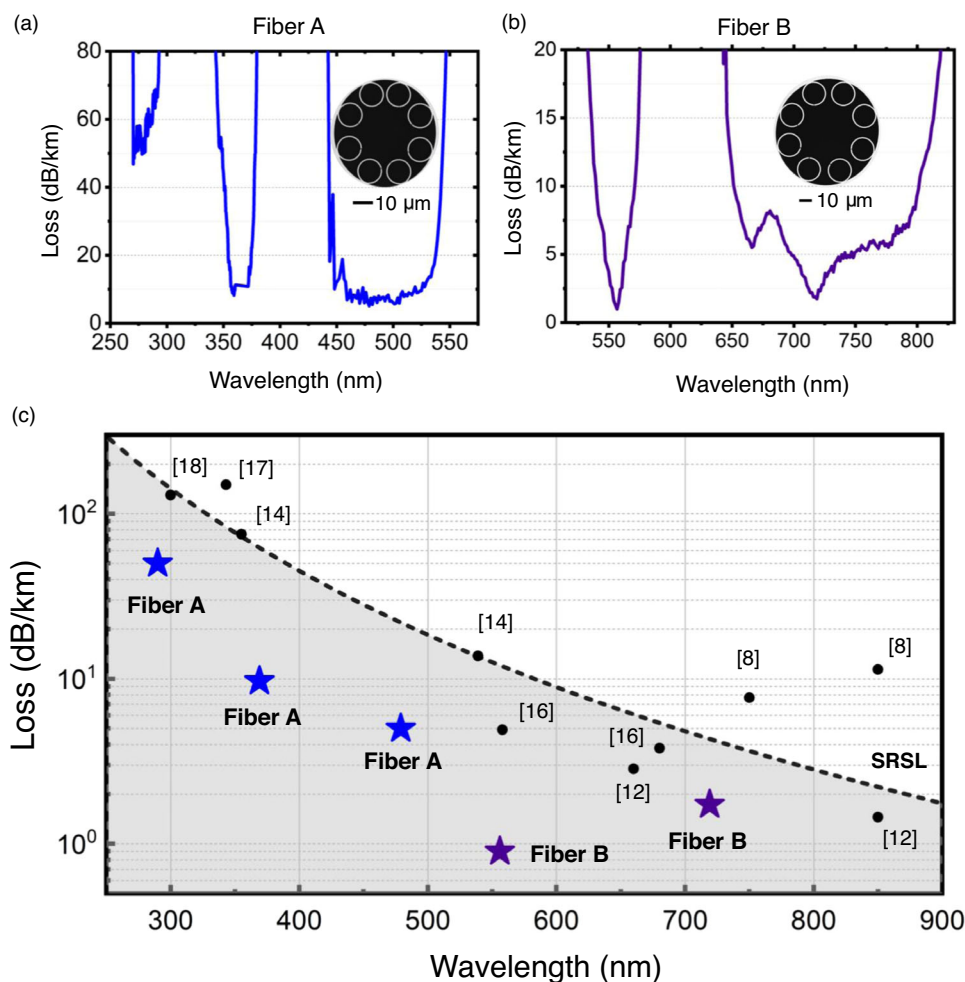 (a)
Fiber A
Loss (dB/km)
80
60
40
20
0
10 µm
250 300 350 400 450 500 550
Wavelength (nm)
(b)
Fiber B
Loss (dB/km)
20
15
10
5
0
10 µm
550 600 650 700 750 800
Wavelength (nm)
(c)
Loss (dB/km)
10²
10¹
10⁰
[18]
[17]
[14]
Fiber A
[14]
[8]
[8]
Fiber A
[16]
Fiber A
[16]
SRSL
[12]
Fiber B
Fiber B
[12]
300 400 500 600 700 800 900
Wavelength (nm)